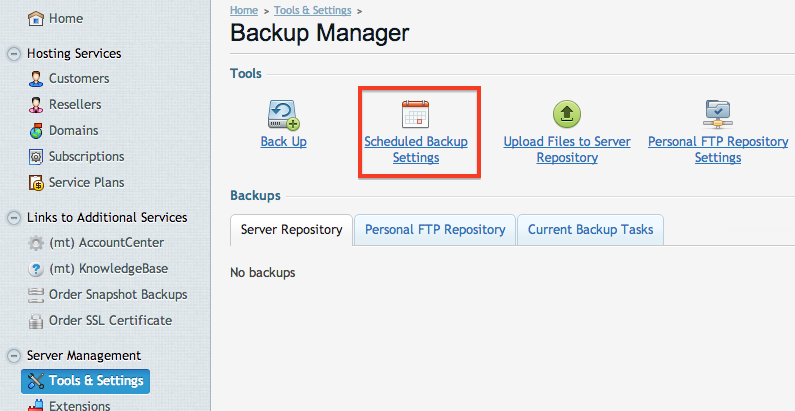 Home
Hosting Services
Customers
Resellers
Domains
Subscriptions
Service Plans
Links to Additional Services
(mt) AccountCenter
(mt) KnowledgeBase
Order Snapshot Backups
Order SSL Certificate
Server Management
Tools & Settings
Extensions
Home > Tools & Settings >
Backup Manager
Tools
Back Up
Scheduled Backup
Settings
Upload Files to Server
Repository
Personal FTP Repository
Settings
Backups
Server Repository
Personal FTP Repository
Current Backup Tasks
No backups